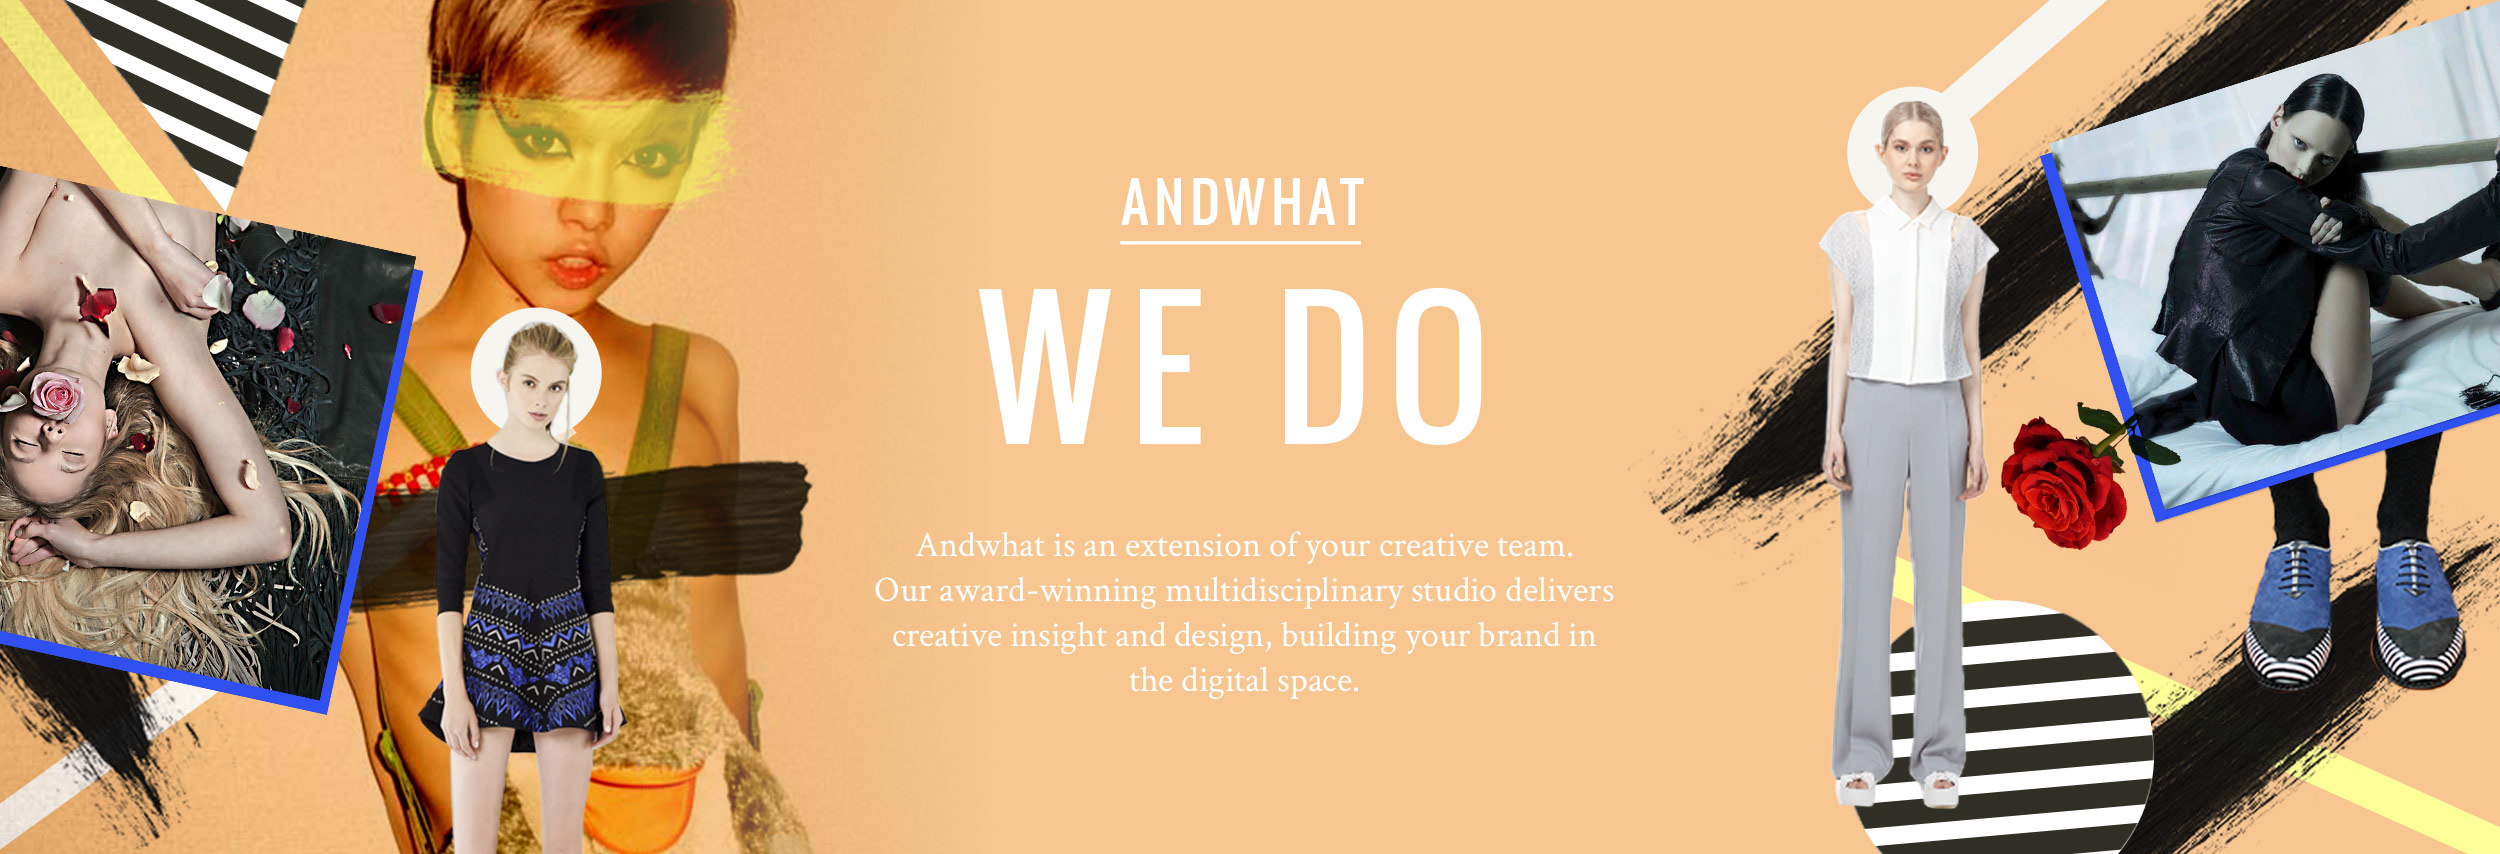 ANDWHAT
WE DO
Andwhat is an extension of your creative team.
Our award-winning multidisciplinary studio delivers
creative insight and design, building your brand in
the digital space.